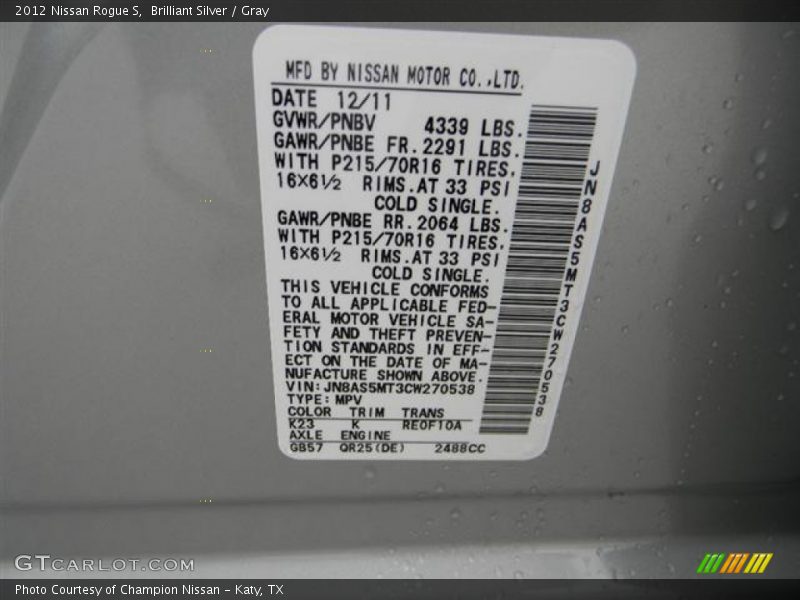 2012 Nissan Rogue S,  Brilliant Silver / Gray
MFD BY NISSAN MOTOR CO.,LTD.
DATE 12/11
GVWR/PNBV 4339 LBS.
GAWR/PNBE FR.2291 LBS.
WITH P215/70R16 TIRES.
16X6½ RIMS.AT 33 PSI
COLD SINGLE.
GAWR/PNBE RR.2064 LBS.
WITH P215/70R16 TIRES.
16X6½ RIMS.AT 33 PSI
COLD SINGLE.
THIS VEHICLE CONFORMS
TO ALL APPLICABLE FED-
ERAL MOTOR VEHICLE SA-
FETY AND THEFT PREVEN-
TION STANDARDS IN EFF-
ECT ON THE DATE OF MA-
NUFACTURE SHOWN ABOVE.
VIN:JN8AS5MT3CW270538
TYPE:MPV
COLOR TRIM TRANS
K23 K RE0F10A
AXLE ENGINE
GB57 QR25(DE) 2488CC
JN8AS5MT3CW270538
GTCARLOT.COM
Photo Courtesy of Champion Nissan - Katy, TX